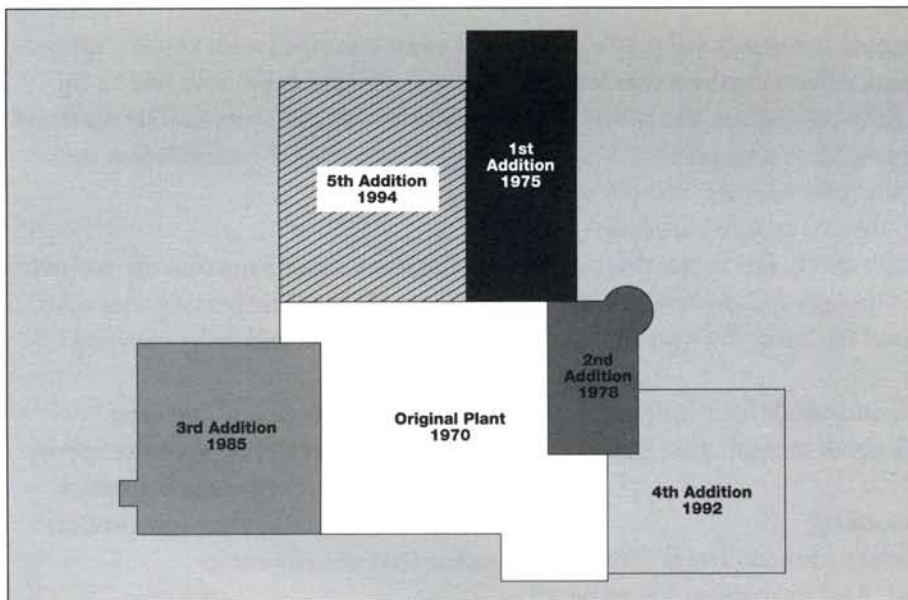 1st
Addition
1975
5th Addition
1994
2nd
Addition
1978
3rd Addition
1985
Original Plant
1970
4th Addition
1992